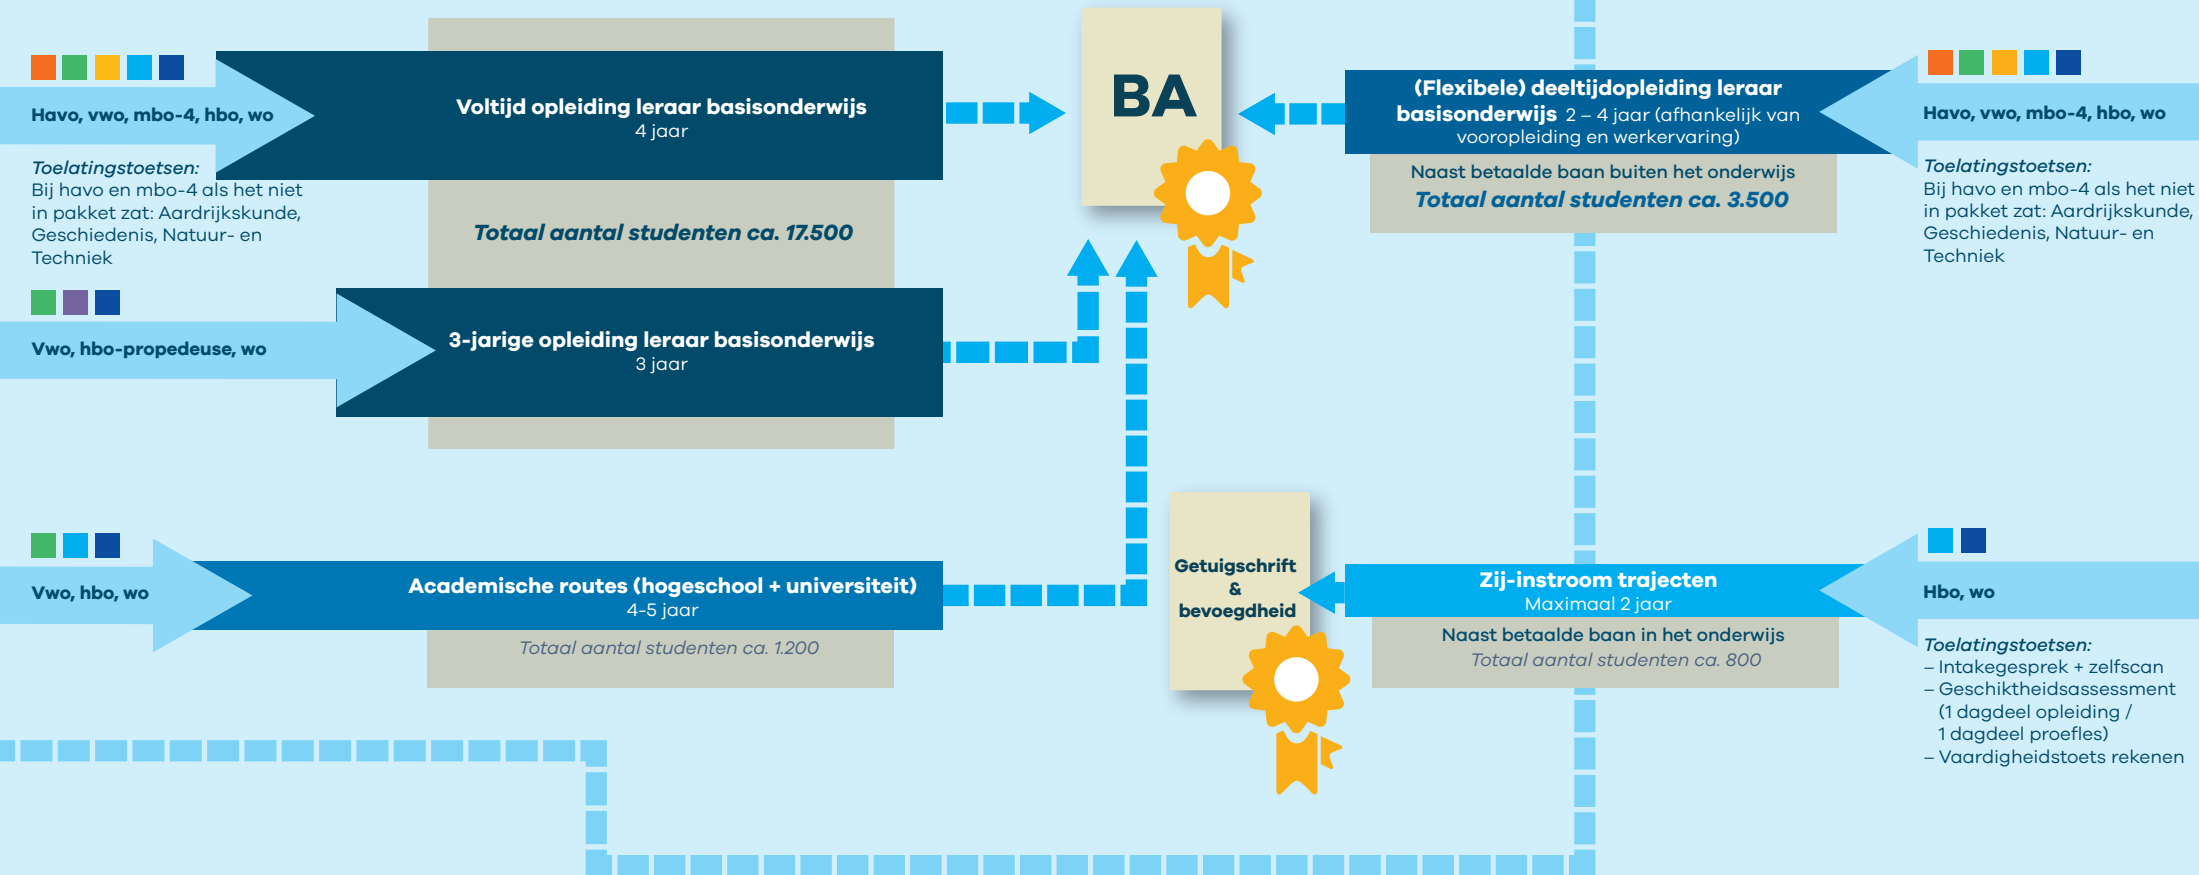 Havo, vwo, mbo-4, hbo, wo
Toelatingstoetsen:
Bij havo en mbo-4 als het niet
in pakket zat: Aardrijkskunde,
Geschiedenis, Natuur- en
Techniek
Voltijd opleiding leraar basisonderwijs
4 jaar
Totaal aantal studenten ca. 17.500
Vwo, hbo-propedeuse, wo
3-jarige opleiding leraar basisonderwijs
3 jaar
Vwo, hbo, wo
Academische routes (hogeschool + universiteit)
4-5 jaar
Totaal aantal studenten ca. 1.200
BA
Getuigschrift
&
bevoegdheid
(Flexibele) deeltijdopleiding leraar
basisonderwijs 2 – 4 jaar (afhankelijk van
vooropleiding en werkervaring)
Naast betaalde baan buiten het onderwijs
Totaal aantal studenten ca. 3.500
Havo, vwo, mbo-4, hbo, wo
Toelatingstoetsen:
Bij havo en mbo-4 als het niet
in pakket zat: Aardrijkskunde,
Geschiedenis, Natuur- en
Techniek
Zij-instroom trajecten
Maximaal 2 jaar
Naast betaalde baan in het onderwijs
Totaal aantal studenten ca. 800
Hbo, wo
Toelatingstoetsen:
– Intakegesprek + zelfscan
– Geschiktheidsassessment
(1 dagdeel opleiding /
1 dagdeel proefles)
– Vaardigheidstoets rekenen